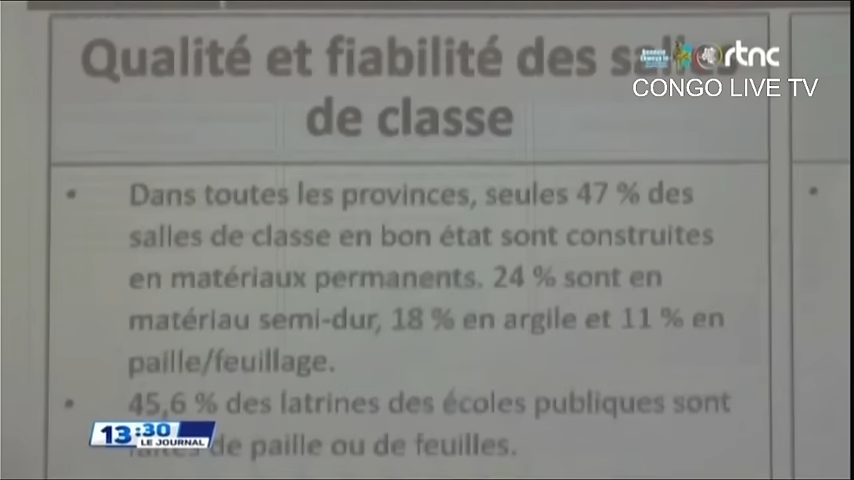 Qualité et fiabilité des salles
rtnc
CONGO LIVE TV
de classe
• Dans toutes les provinces, seules 47 % des
salles de classe en bon état sont construites
en matériaux permanents. 24 % sont en
matériau semi-dur, 18 % en argile et 11 % en
paille/feuillage.
• 45,6 % des latrines des écoles publiques sont
faites de paille ou de feuilles.
13:30
LE JOURNAL